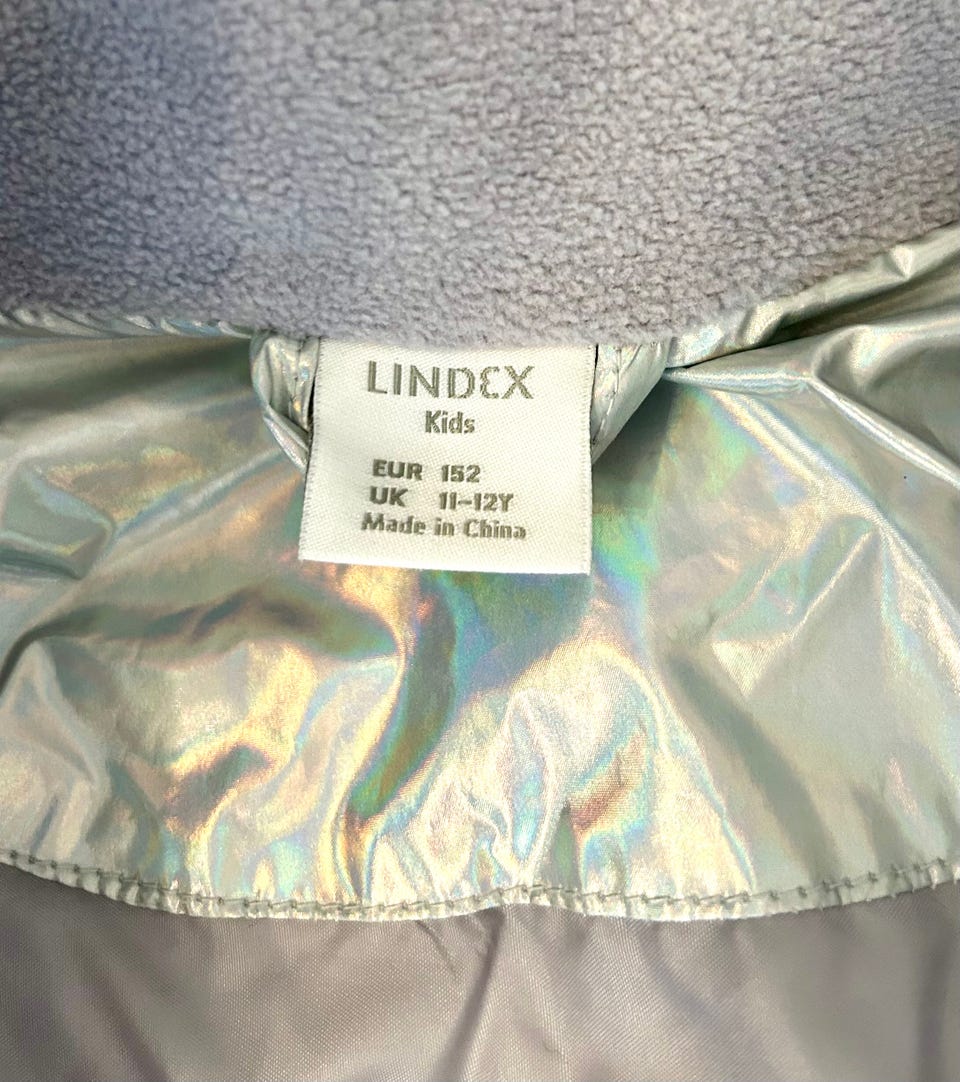 LINDEX
Kids
EUR 152
UK 11-12Y
Made in China